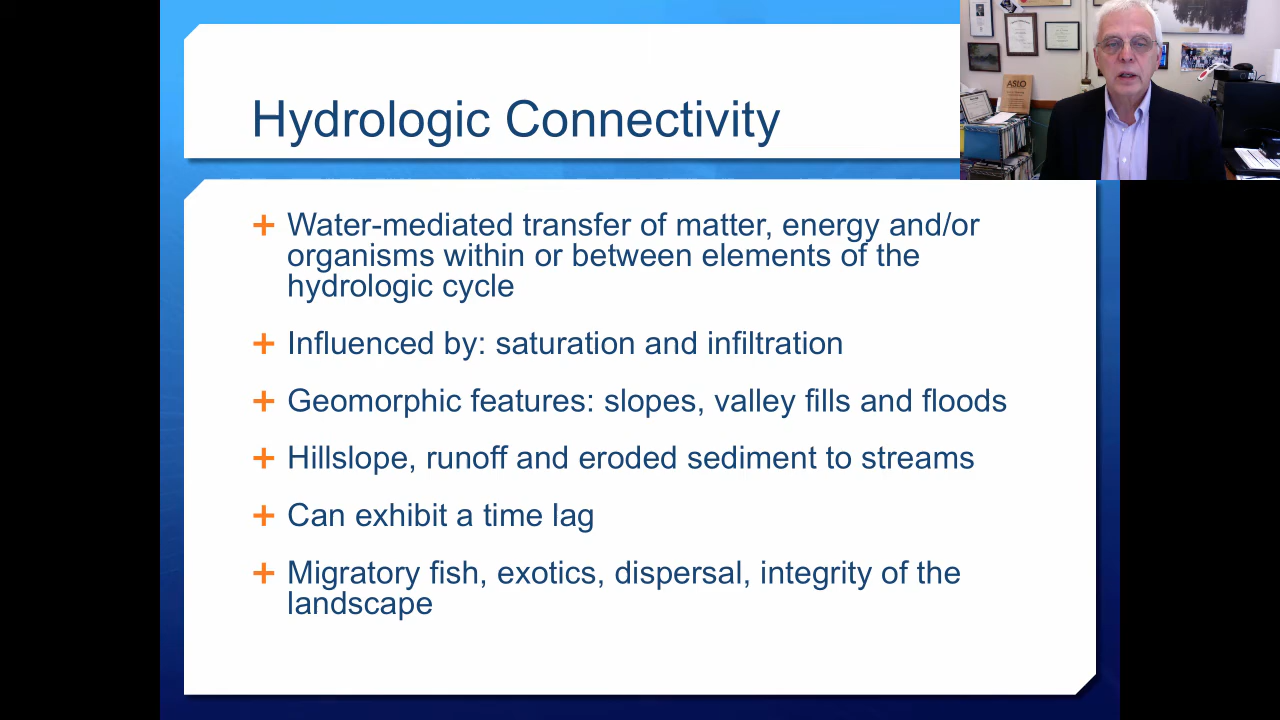 Hydrologic Connectivity
ASLO
Water-mediated transfer of matter, energy and/or
organisms within or between elements of the
hydrologic cycle
Influenced by: saturation and infiltration
Geomorphic features: slopes, valley fills and floods
Hillslope, runoff and eroded sediment to streams
Can exhibit a time lag
Migratory fish, exotics, dispersal, integrity of the
landscape